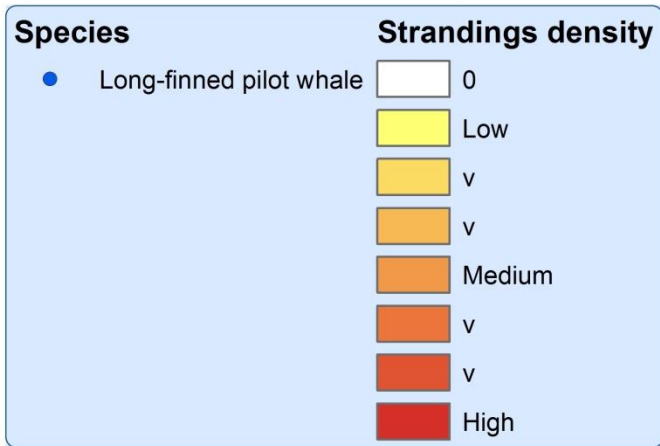 Species Strandings density
Long-finned pilot whale 0
Low
v
v
Medium
v
v
High